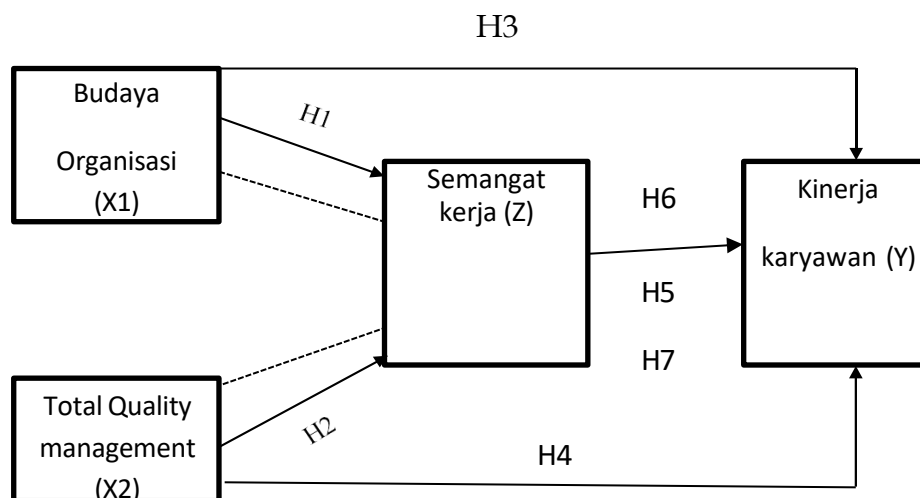 H3
Budaya
Organisasi
(X1)
H1
Semangat
kerja (Z)
H6
Kinerja
karyawan (Y)
H5
H7
Total Quality
management
(X2)
H2
H4